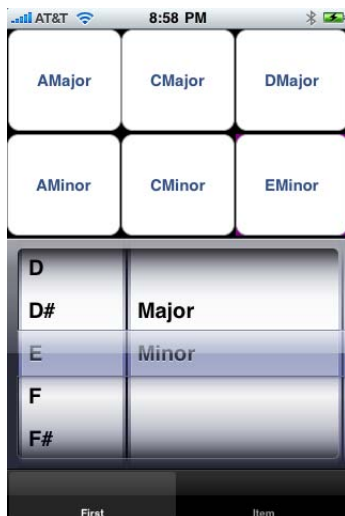 AT&T 8:58 PM
AMajor CMajor DMajor
AMinor CMinor EMinor
D
D# Major
E Minor
F
F#
First Item